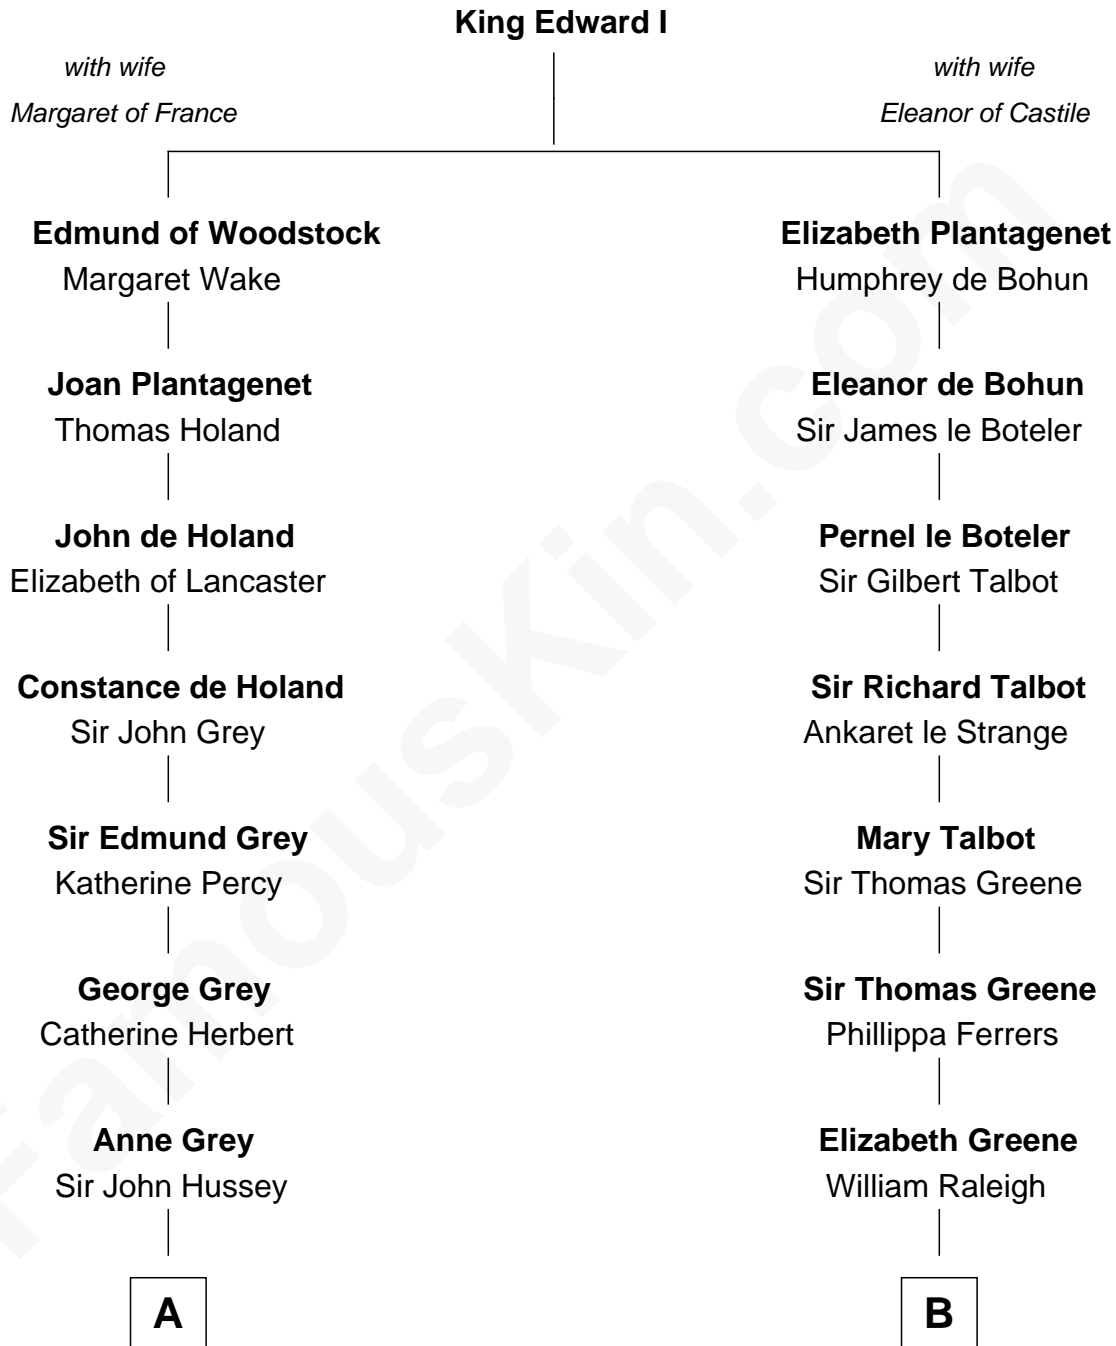 King Edward I
with wife
Margaret of France
with wife
Eleanor of Castile
Edmund of Woodstock
Margaret Wake
Elizabeth Plantagenet
Humphrey de Bohun
Joan Plantagenet
Thomas Holand
Eleanor de Bohun
Sir James le Boteler
John de Holand
Elizabeth of Lancaster
Pernel le Boteler
Sir Gilbert Talbot
Constance de Holand
Sir John Grey
Sir Richard Talbot
Ankaret le Strange
Sir Edmund Grey
Katherine Percy
Mary Talbot
Sir Thomas Greene
George Grey
Catherine Herbert
Sir Thomas Greene
Phillippa Ferrers
Anne Grey
Sir John Hussey
Elizabeth Greene
William Raleigh
A
B
FamousKin.com